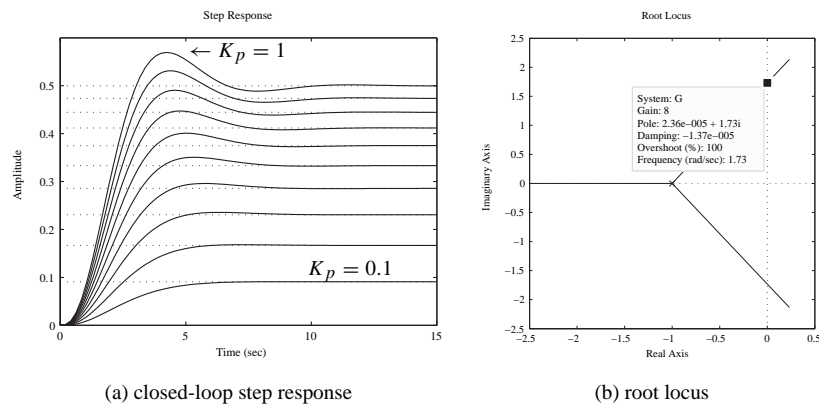 Step Response
← K_p = 1
K_p = 0.1
0.5
0.4
0.3
0.2
0.1
0
0
5
10
15
Amplitude
Time (sec)
(a) closed-loop step response
Root Locus
2.5
2
1.5
1
0.5
0
−0.5
−1
−1.5
−2
−2.5
−2.5
−2
−1.5
−1
−0.5
0
0.5
Imaginary Axis
Real Axis
System: G
Gain: 8
Pole: 2.36e−005 + 1.73i
Damping: −1.37e−005
Overshoot (%): 100
Frequency (rad/sec): 1.73
(b) root locus